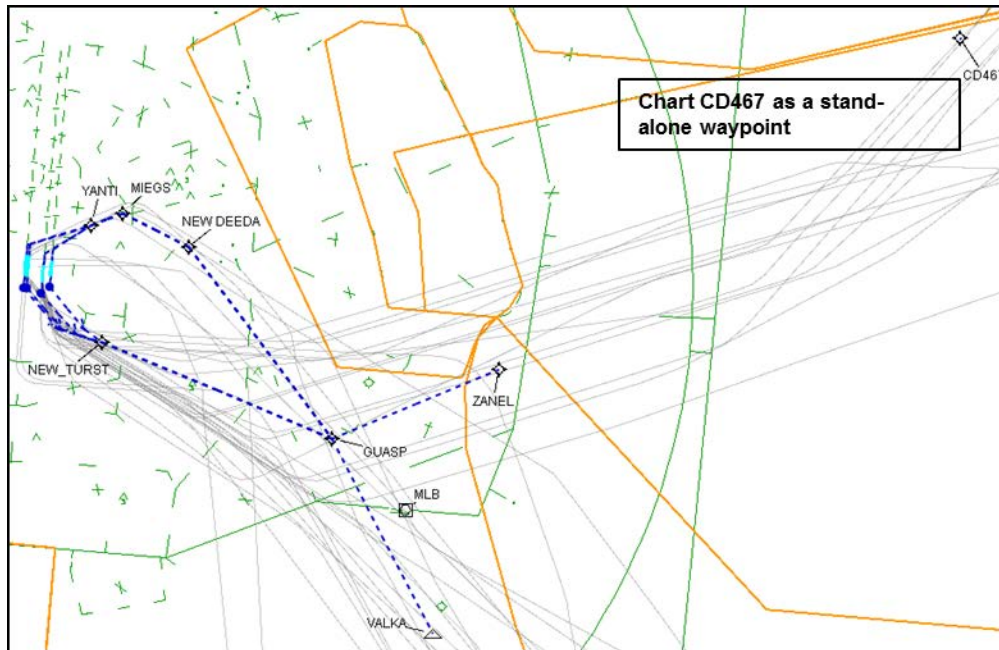 CD467
Chart CD467 as a stand-
alone waypoint
YANTI
MIEGS
NEW DEEDA
NEW_TURST
ZANEL
GUASP
MLB
VALKA